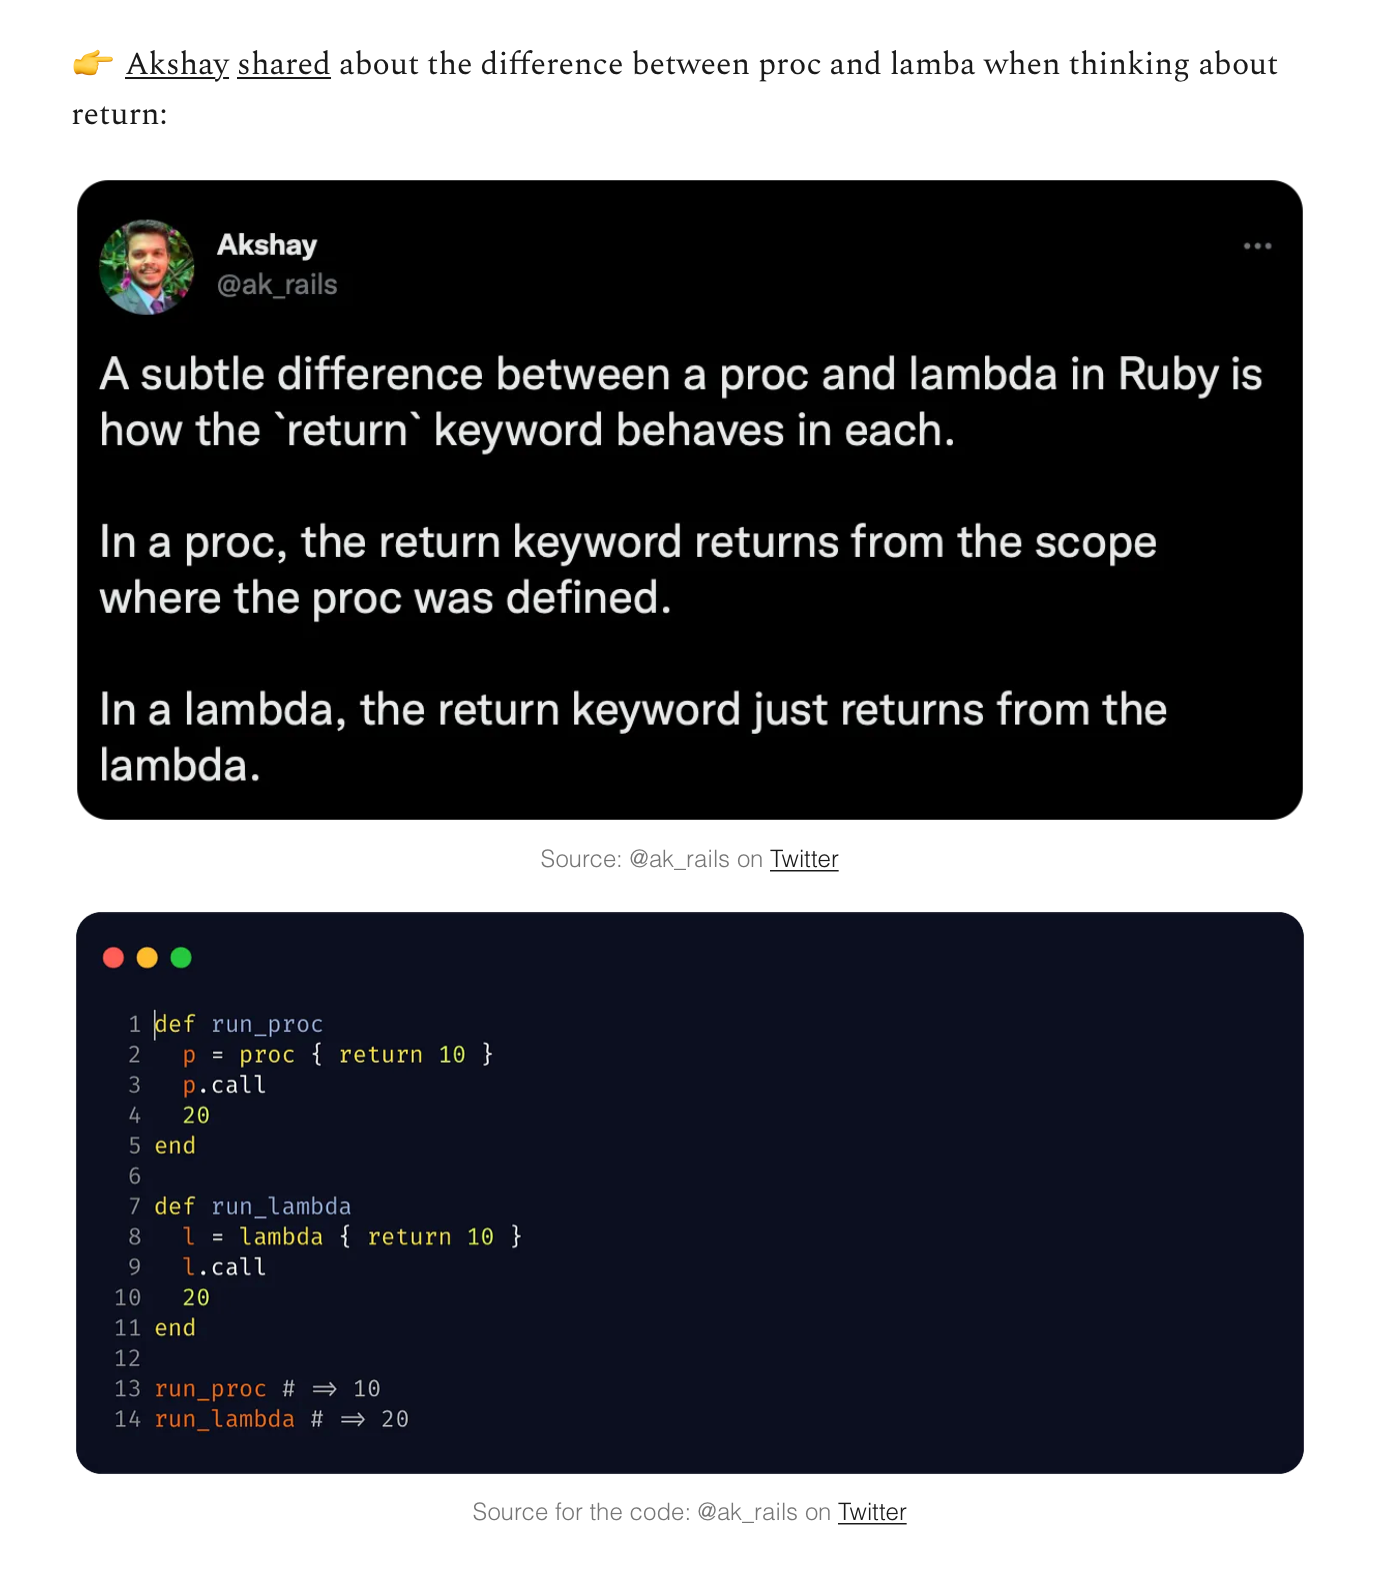 👉 Akshay shared about the difference between proc and lamba when thinking about
return:
Akshay
@ak_rails
A subtle difference between a proc and lambda in Ruby is
how the `return` keyword behaves in each.
In a proc, the return keyword returns from the scope
where the proc was defined.
In a lambda, the return keyword just returns from the
lambda.
Source: @ak_rails on Twitter
1 def run_proc
2   p = proc { return 10 }
3   p.call
4   20
5 end
6
7 def run_lambda
8   l = lambda { return 10 }
9   l.call
10   20
11 end
12
13 run_proc # => 10
14 run_lambda # => 20
Source for the code: @ak_rails on Twitter